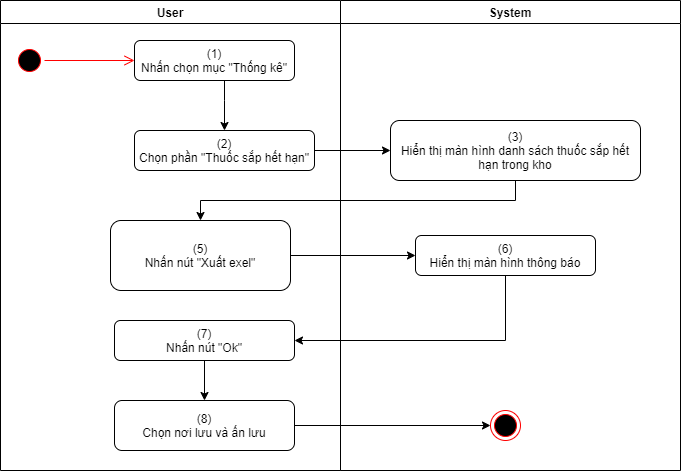 User
System
(1)
Nhấn chọn mục "Thống kê"
(2)
Chọn phần "Thuốc sắp hết hạn"
(3)
Hiển thị màn hình danh sách thuốc sắp hết
hạn trong kho
(5)
Nhấn nút "Xuất exel"
(6)
Hiển thị màn hình thông báo
(7)
Nhấn nút "Ok"
(8)
Chọn nơi lưu và ấn lưu